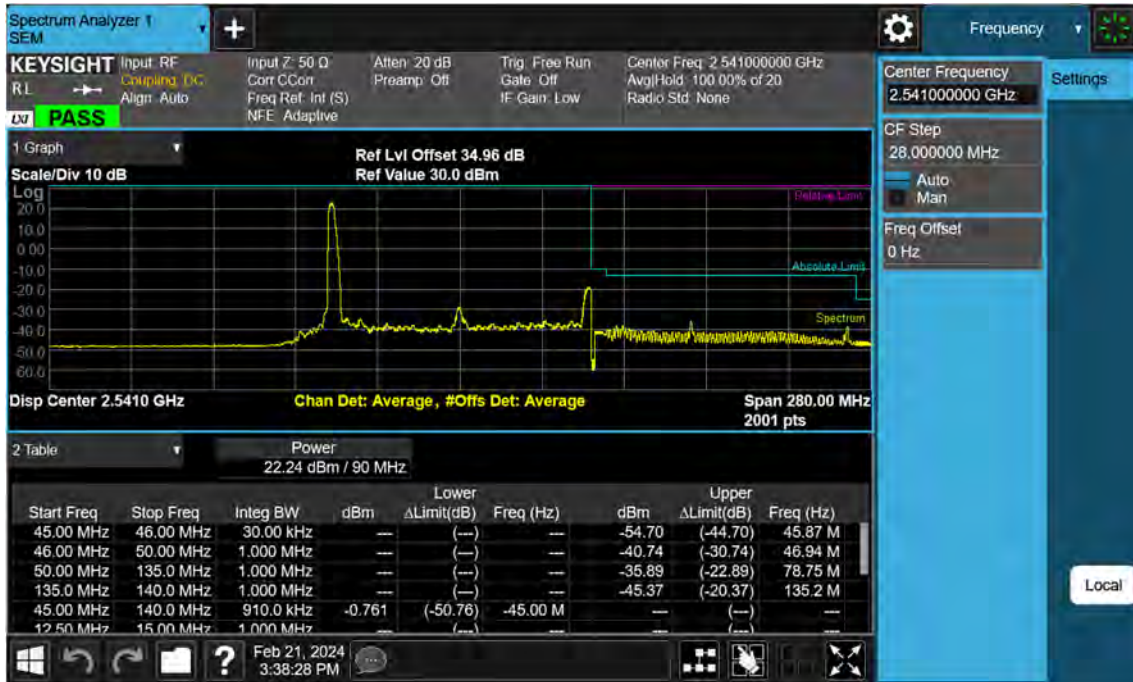 Spectrum Analyzer 1
SEM
Frequency
KEYSIGHT
RL
LXI
PASS
Input: RF
Coupling: DC
Align: Auto
Input Z: 50 Ω
Corr CCorr
Freq Ref: Int (S)
NFE: Adaptive
Atten: 20 dB
Preamp: Off
Trig: Free Run
Gate: Off
IF Gain: Low
Center Freq: 2.541000000 GHz
Avg|Hold: 100.00% of 20
Radio Std: None
Center Frequency
2.541000000 GHz
Settings
CF Step
28.000000 MHz
Auto
Man
Freq Offset
0 Hz
1 Graph
Scale/Div 10 dB
Ref Lvl Offset 34.96 dB
Ref Value 30.0 dBm
Log
20.0
10.0
0.00
-10.0
-20.0
-30.0
-40.0
-50.0
-60.0
Relative Limit
Absolute Limit
Spectrum
Disp Center 2.5410 GHz
Chan Det: Average, #Offs Det: Average
Span 280.00 MHz
2001 pts
2 Table
Power
22.24 dBm / 90 MHz
Lower Upper
Start Freq Stop Freq Integ BW dBm ΔLimit(dB) Freq (Hz) dBm ΔLimit(dB) Freq (Hz)
45.00 MHz 46.00 MHz 30.00 kHz --- (---) --- -54.70 (-44.70) 45.87 M
46.00 MHz 50.00 MHz 1.000 MHz --- (---) --- -40.74 (-30.74) 46.94 M
50.00 MHz 135.0 MHz 1.000 MHz --- (---) --- -35.89 (-22.89) 78.75 M
135.0 MHz 140.0 MHz 1.000 MHz --- (---) --- -45.37 (-20.37) 135.2 M
45.00 MHz 140.0 MHz 910.0 kHz -0.761 (-50.76) -45.00 M --- (---) ---
12.50 MHz 15.00 MHz 1.000 MHz --- (---) --- --- (---) ---
Local
?
Feb 21, 2024
3:38:28 PM